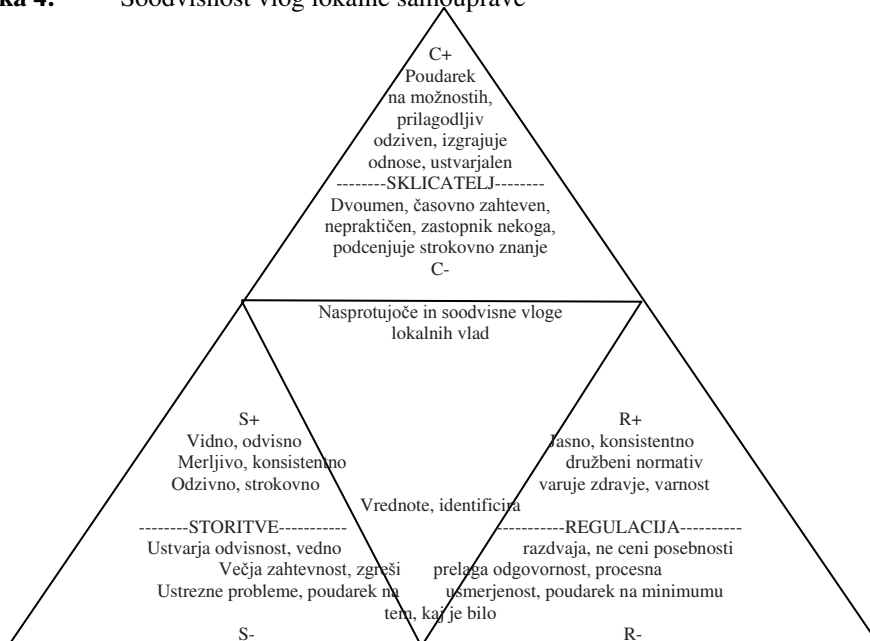 ka 4: Soodvisnost vlog lokalne samouprave
C+
Poudarek
na možnostih,
prilagodljiv
odziven, izgrajuje
odnose, ustvarjalen
--------SKLICATELJ--------
Dvoumen, časovno zahteven,
nepraktičen, zastopnik nekoga,
podcenjuje strokovno znanje
C-
Nasprotujoče in soodvisne vloge
lokalnih vlad
S+
Vidno, odvisno
Merljivo, konsistentno
Odzivno, strokovno
R+
Jasno, konsistentno
družbeni normativ
varuje zdravje, varnost
Vrednote, identificira
--------STORITVE-----------
Ustvarja odvisnost, vedno
Večja zahtevnost, zgreši
Ustrezne probleme, poudarek na
tem, kaj je bilo
S-
-----------REGULACIJA----------
razdvaja, ne ceni posebnosti
prelaga odgovornost, procesna
usmerjenost, poudarek na minimumu
R-